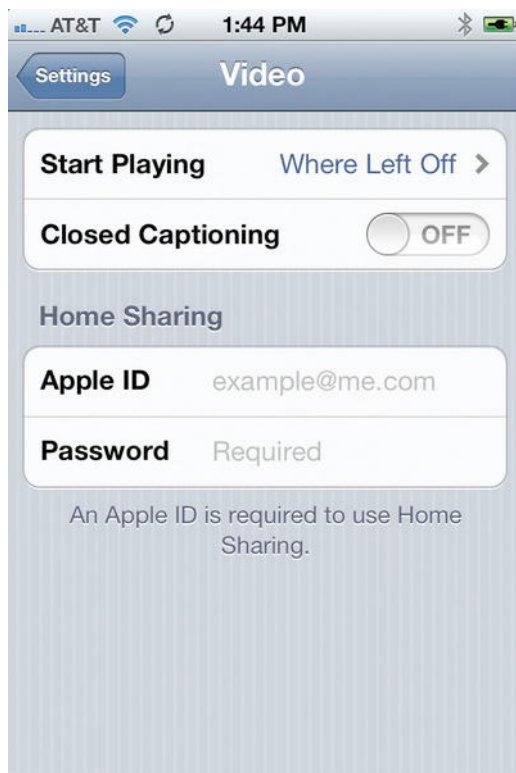 AT&T 1:44 PM
Settings Video
Start Playing Where Left Off
Closed Captioning OFF
Home Sharing
Apple ID example@me.com
Password Required
An Apple ID is required to use Home
Sharing.